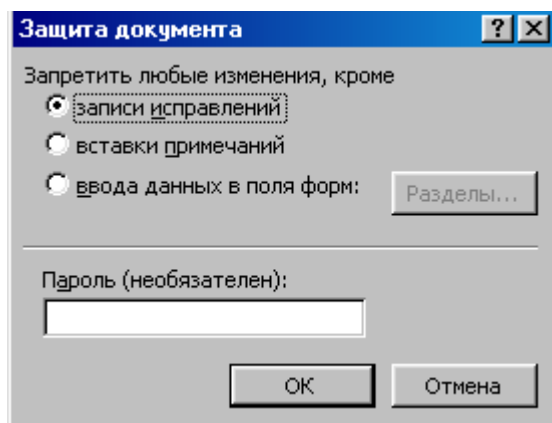 Защита документа
Запретить любые изменения, кроме
записи исправлений
вставки примечаний
ввода данных в поля форм:
Разделы...
Пароль (необязателен):
ОК
Отмена